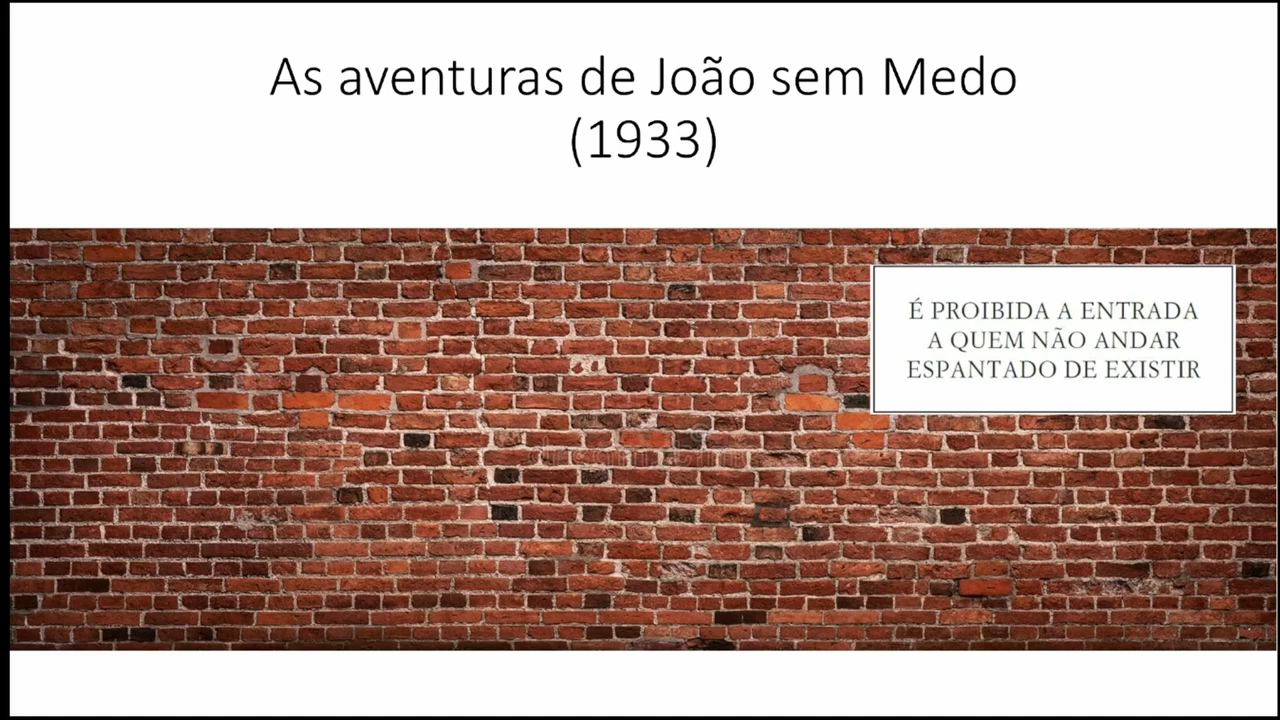 As aventuras de João sem Medo
(1933)
É PROIBIDA A ENTRADA
A QUEM NÃO ANDAR
ESPANTADO DE EXISTIR